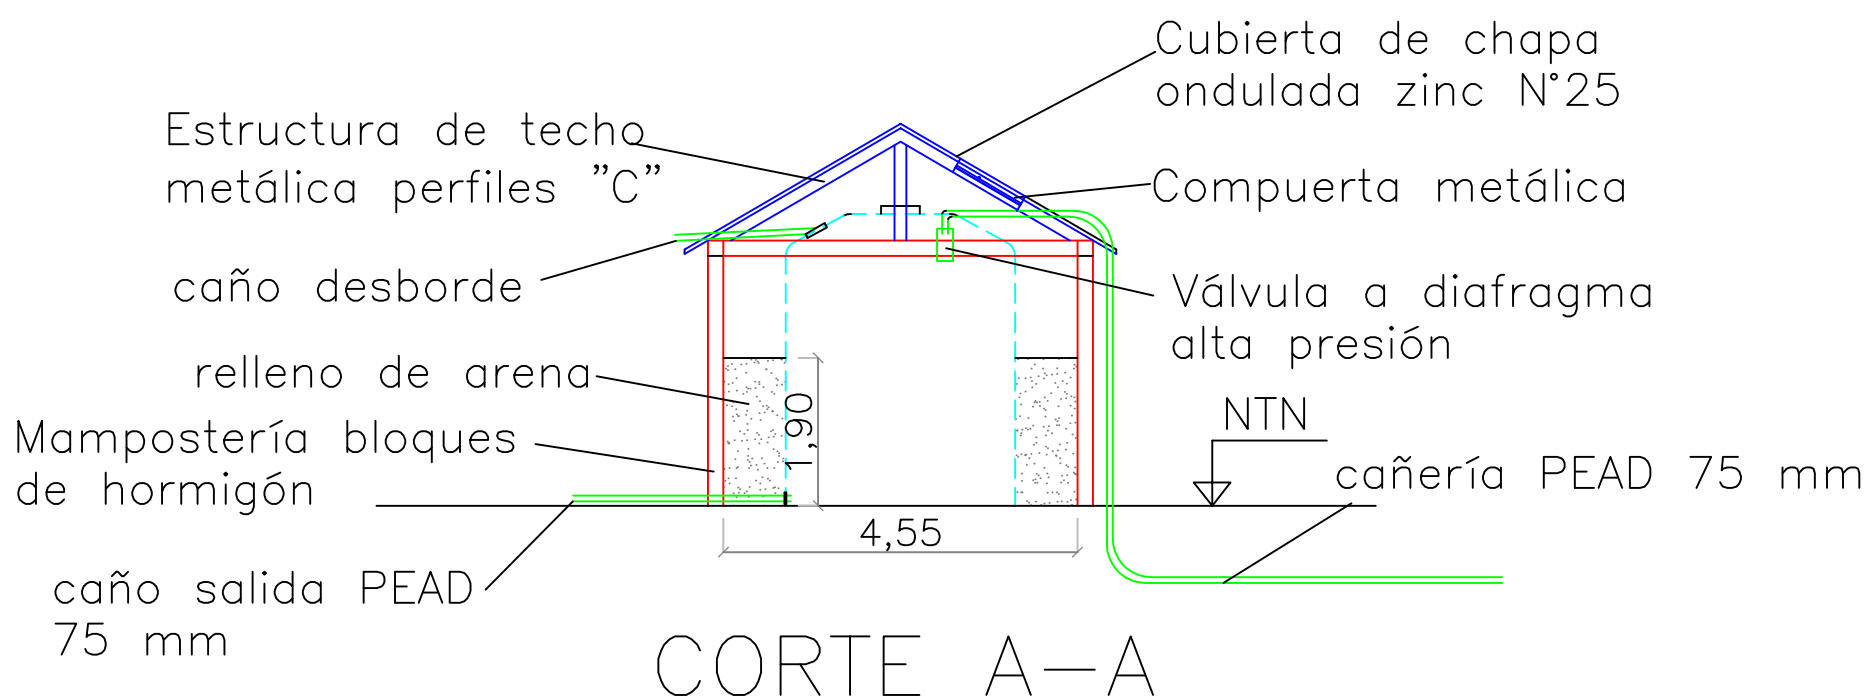 Cubierta de chapa
ondulada zinc N°25
Estructura de techo
metálica perfiles "C"
Compuerta metálica
caño desborde
Válvula a diafragma
alta presión
relleno de arena
1,90
NTN
Mampostería bloques
de hormigón
cañería PEAD 75 mm
4,55
caño salida PEAD
75 mm
CORTE A-A